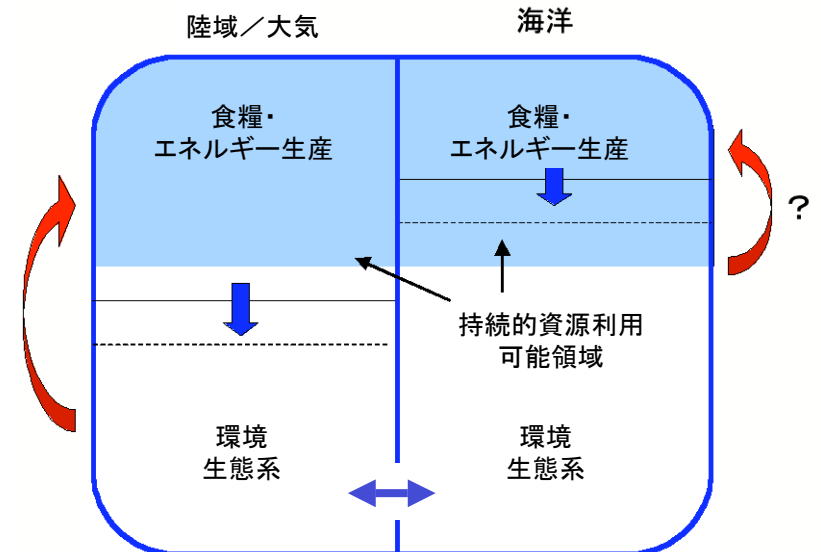 陸域／大気
海洋
食糧・
エネルギー生産
食糧・
エネルギー生産
?
持続的資源利用
可能領域
環境
生態系
環境
生態系